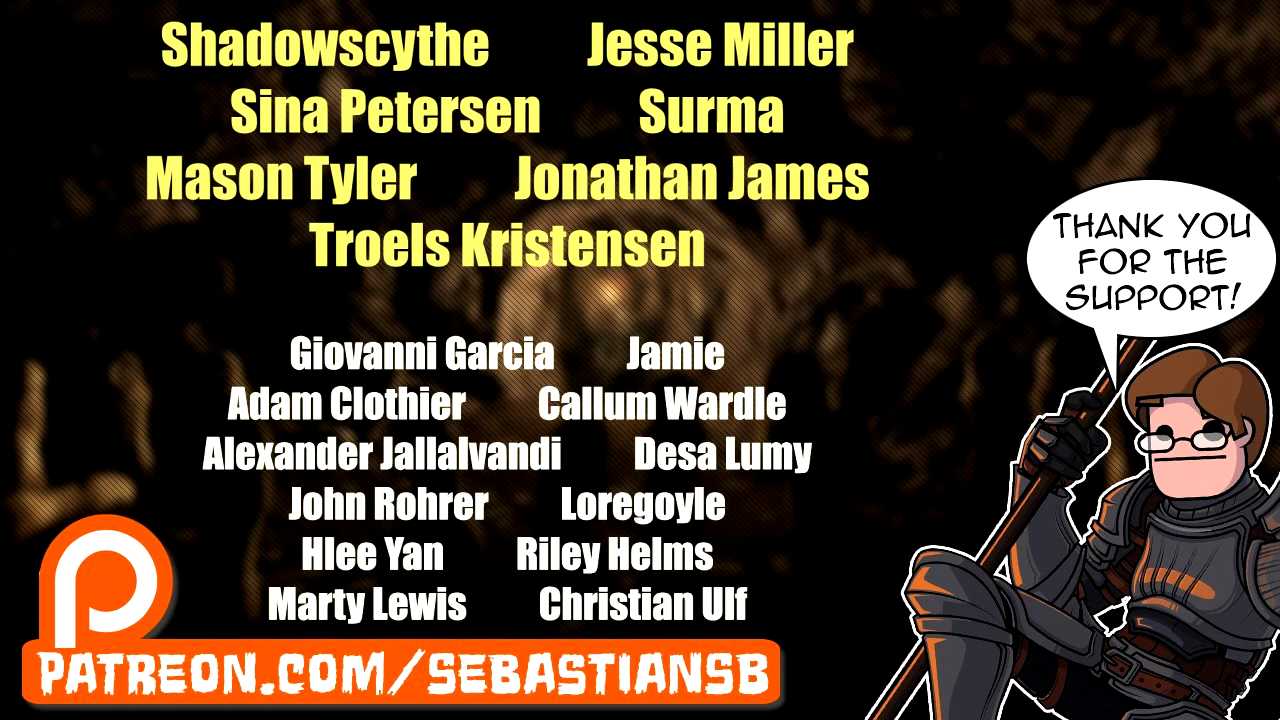 Shadowscythe Jesse Miller
Sina Petersen Surma
Mason Tyler Jonathan James
Troels Kristensen
THANK YOU
FOR THE
SUPPORT!
Giovanni Garcia Jamie
Adam Clothier Callum Wardle
Alexander Jallalvandi Desa Lumy
John Rohrer Loregoyle
Hlee Yan Riley Helms
Marty Lewis Christian Ulf
PATREON.COM/SEBASTIANSB